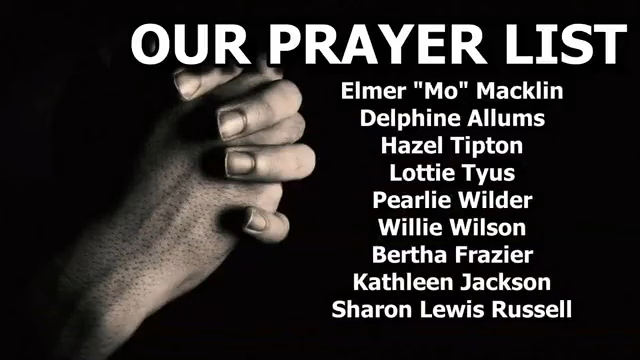 OUR PRAYER LIST
Elmer "Mo" Macklin
Delphine Allums
Hazel Tipton
Lottie Tyus
Pearlie Wilder
Willie Wilson
Bertha Frazier
Kathleen Jackson
Sharon Lewis Russell